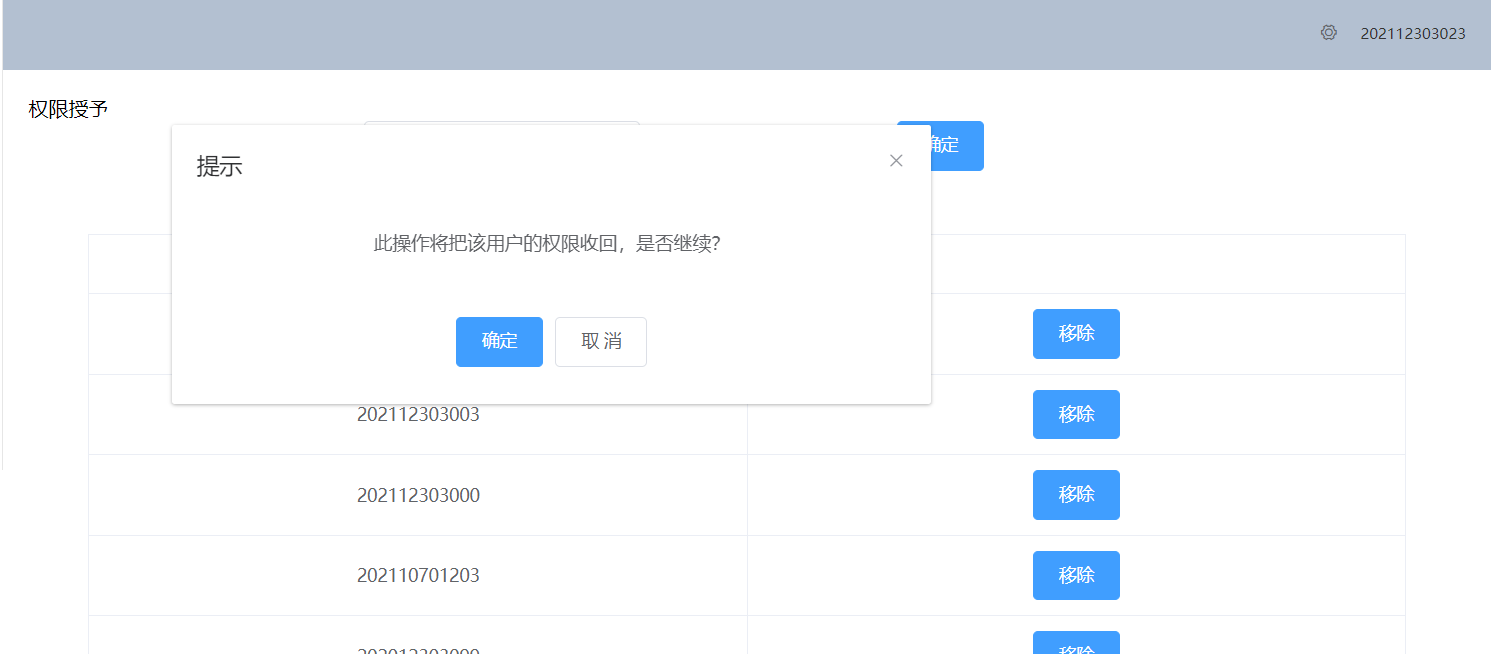 202112303023
权限授予
确定
提示
此操作将把该用户的权限收回，是否继续?
确定 取 消
移除
202112303003 移除
202112303000 移除
202110701203 移除
移除